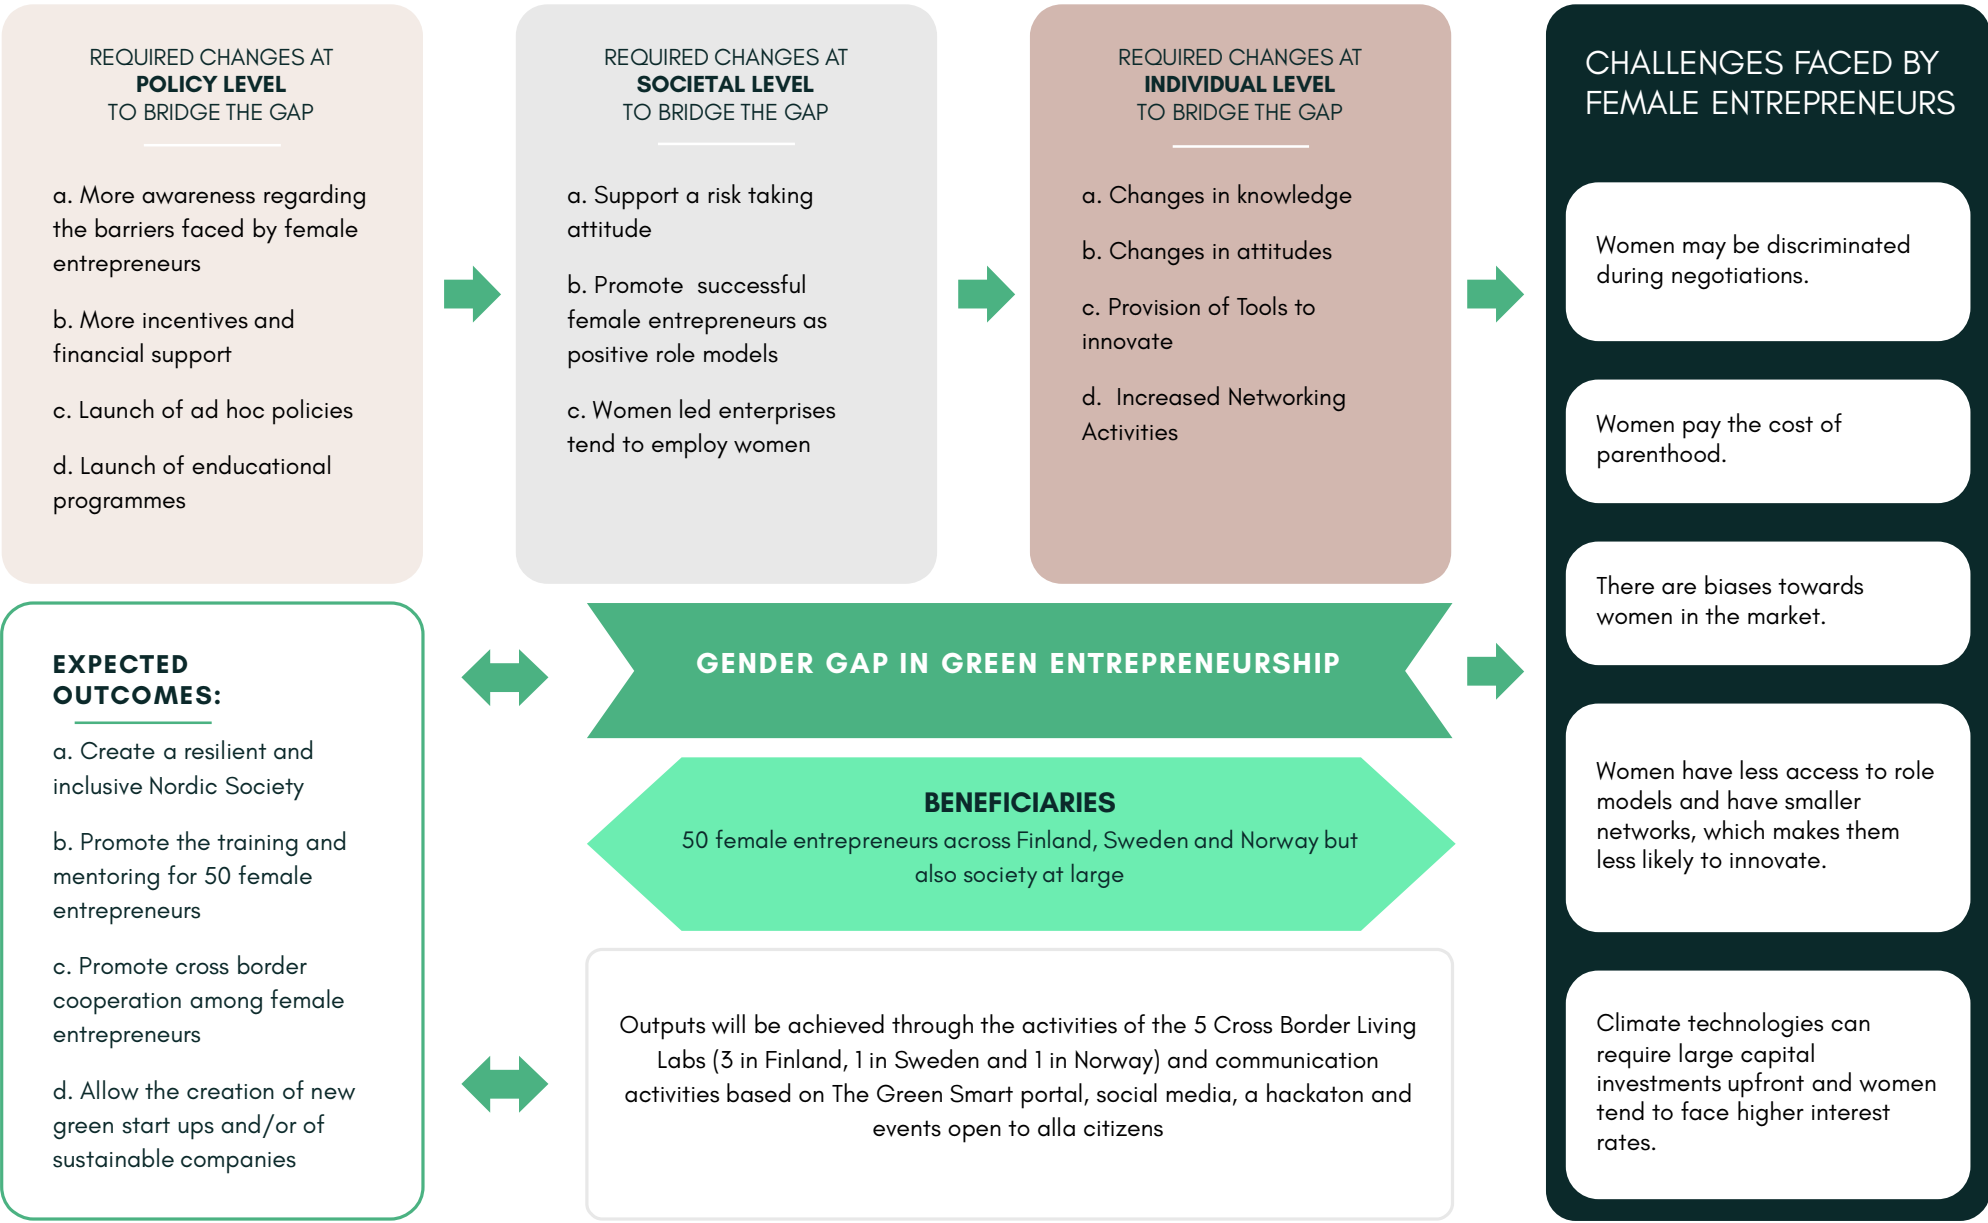 REQUIRED CHANGES AT
POLICY LEVEL
TO BRIDGE THE GAP
a. More awareness regarding
the barriers faced by female
entrepreneurs
b. More incentives and
financial support
c. Launch of ad hoc policies
d. Launch of enducational
programmes
REQUIRED CHANGES AT
SOCIETAL LEVEL
TO BRIDGE THE GAP
a. Support a risk taking
attitude
b. Promote  successful
female entrepreneurs as
positive role models
c. Women led enterprises
tend to employ women
REQUIRED CHANGES AT
INDIVIDUAL LEVEL
TO BRIDGE THE GAP
a. Changes in knowledge
b. Changes in attitudes
c. Provision of Tools to
innovate
d.  Increased Networking
Activities
CHALLENGES FACED BY
FEMALE ENTREPRENEURS
Women may be discriminated
during negotiations.
Women pay the cost of
parenthood.
There are biases towards
women in the market.
Women have less access to role
models and have smaller
networks, which makes them
less likely to innovate.
Climate technologies can
require large capital
investments upfront and women
tend to face higher interest
rates.
EXPECTED
OUTCOMES:
a. Create a resilient and
inclusive Nordic Society
b. Promote the training and
mentoring for 50 female
entrepreneurs
c. Promote cross border
cooperation among female
entrepreneurs
d. Allow the creation of new
green start ups and/or of
sustainable companies
GENDER GAP IN GREEN ENTREPRENEURSHIP
BENEFICIARIES
50 female entrepreneurs across Finland, Sweden and Norway but
also society at large
Outputs will be achieved through the activities of the 5 Cross Border Living
Labs (3 in Finland, 1 in Sweden and 1 in Norway) and communication
activities based on The Green Smart portal, social media, a hackaton and
events open to alla citizens